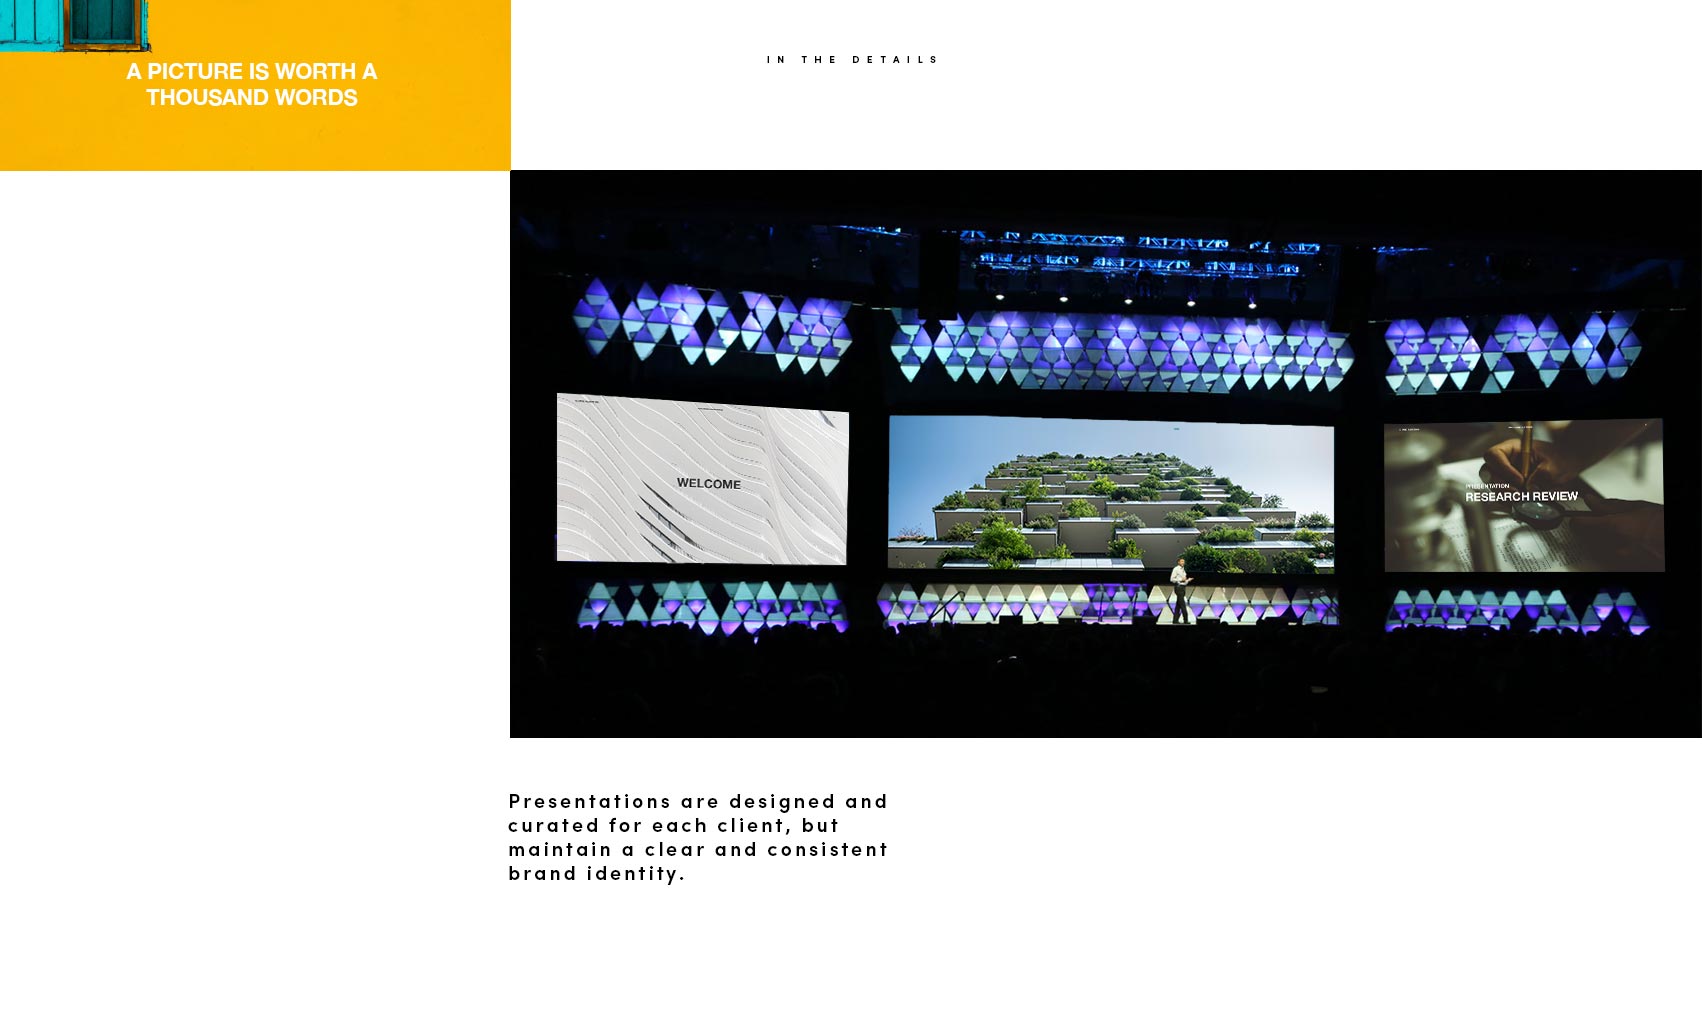 A PICTURE IS WORTH A
THOUSAND WORDS
IN THE DETAILS
WELCOME
PRESENTATION
RESEARCH REVIEW
Presentations are designed and
curated for each client, but
maintain a clear and consistent
brand identity.